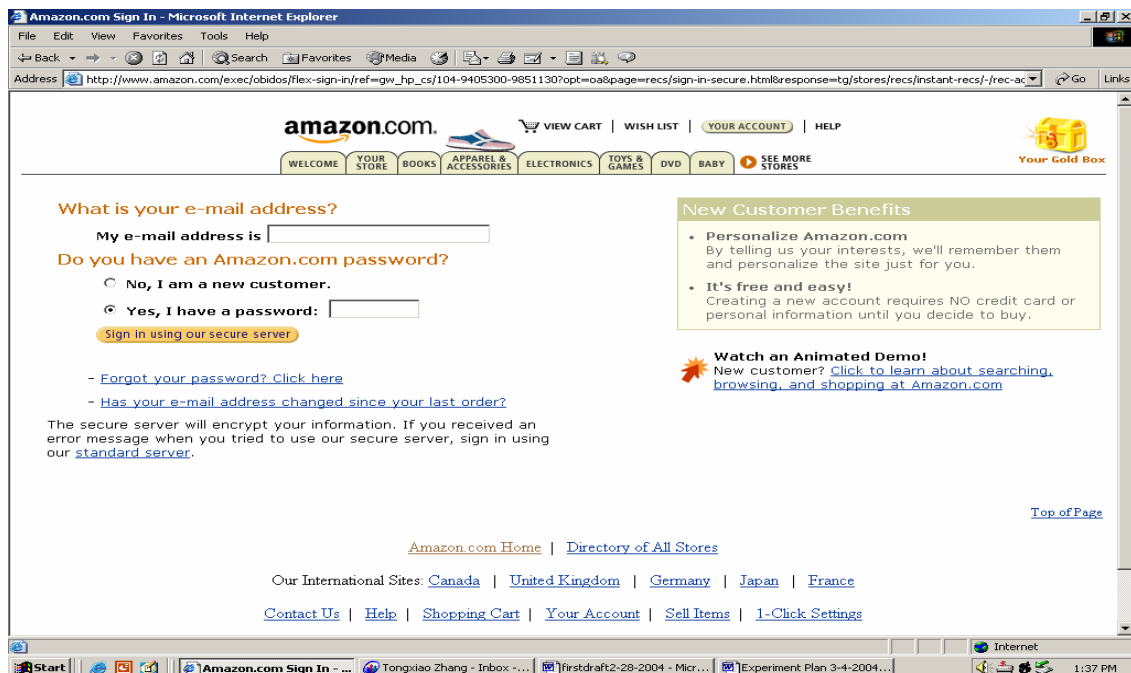 Amazon.com Sign In - Microsoft Internet Explorer
File Edit View Favorites Tools Help
Back Search Favorites Media
Address http://www.amazon.com/exec/obidos/flex-sign-in/ref=gw_hp_cs/104-9405300-9851130?opt=oa&page=recs/sign-in-secure.html&response=tg/stores/recs/instant-recs/-/rec-ac Go Links
amazon.com. VIEW CART | WISH LIST | YOUR ACCOUNT | HELP
WELCOME YOUR STORE BOOKS APPAREL & ACCESSORIES ELECTRONICS TOYS & GAMES DVD BABY SEE MORE STORES
Your Gold Box
What is your e-mail address?
My e-mail address is
Do you have an Amazon.com password?
No, I am a new customer.
Yes, I have a password:
Sign in using our secure server
- Forgot your password? Click here
- Has your e-mail address changed since your last order?
The secure server will encrypt your information. If you received an
error message when you tried to use our secure server, sign in using
our standard server.
New Customer Benefits
• Personalize Amazon.com
By telling us your interests, we'll remember them
and personalize the site just for you.
• It's free and easy!
Creating a new account requires NO credit card or
personal information until you decide to buy.
Watch an Animated Demo!
New customer? Click to learn about searching,
browsing, and shopping at Amazon.com
Top of Page
Amazon.com Home | Directory of All Stores
Our International Sites: Canada | United Kingdom | Germany | Japan | France
Contact Us | Help | Shopping Cart | Your Account | Sell Items | 1-Click Settings
Internet
Start Amazon.com Sign In - ... Tongxiao Zhang - Inbox -... firstdraft2-28-2004 - Micr... Experiment Plan 3-4-2004... 1:37 PM